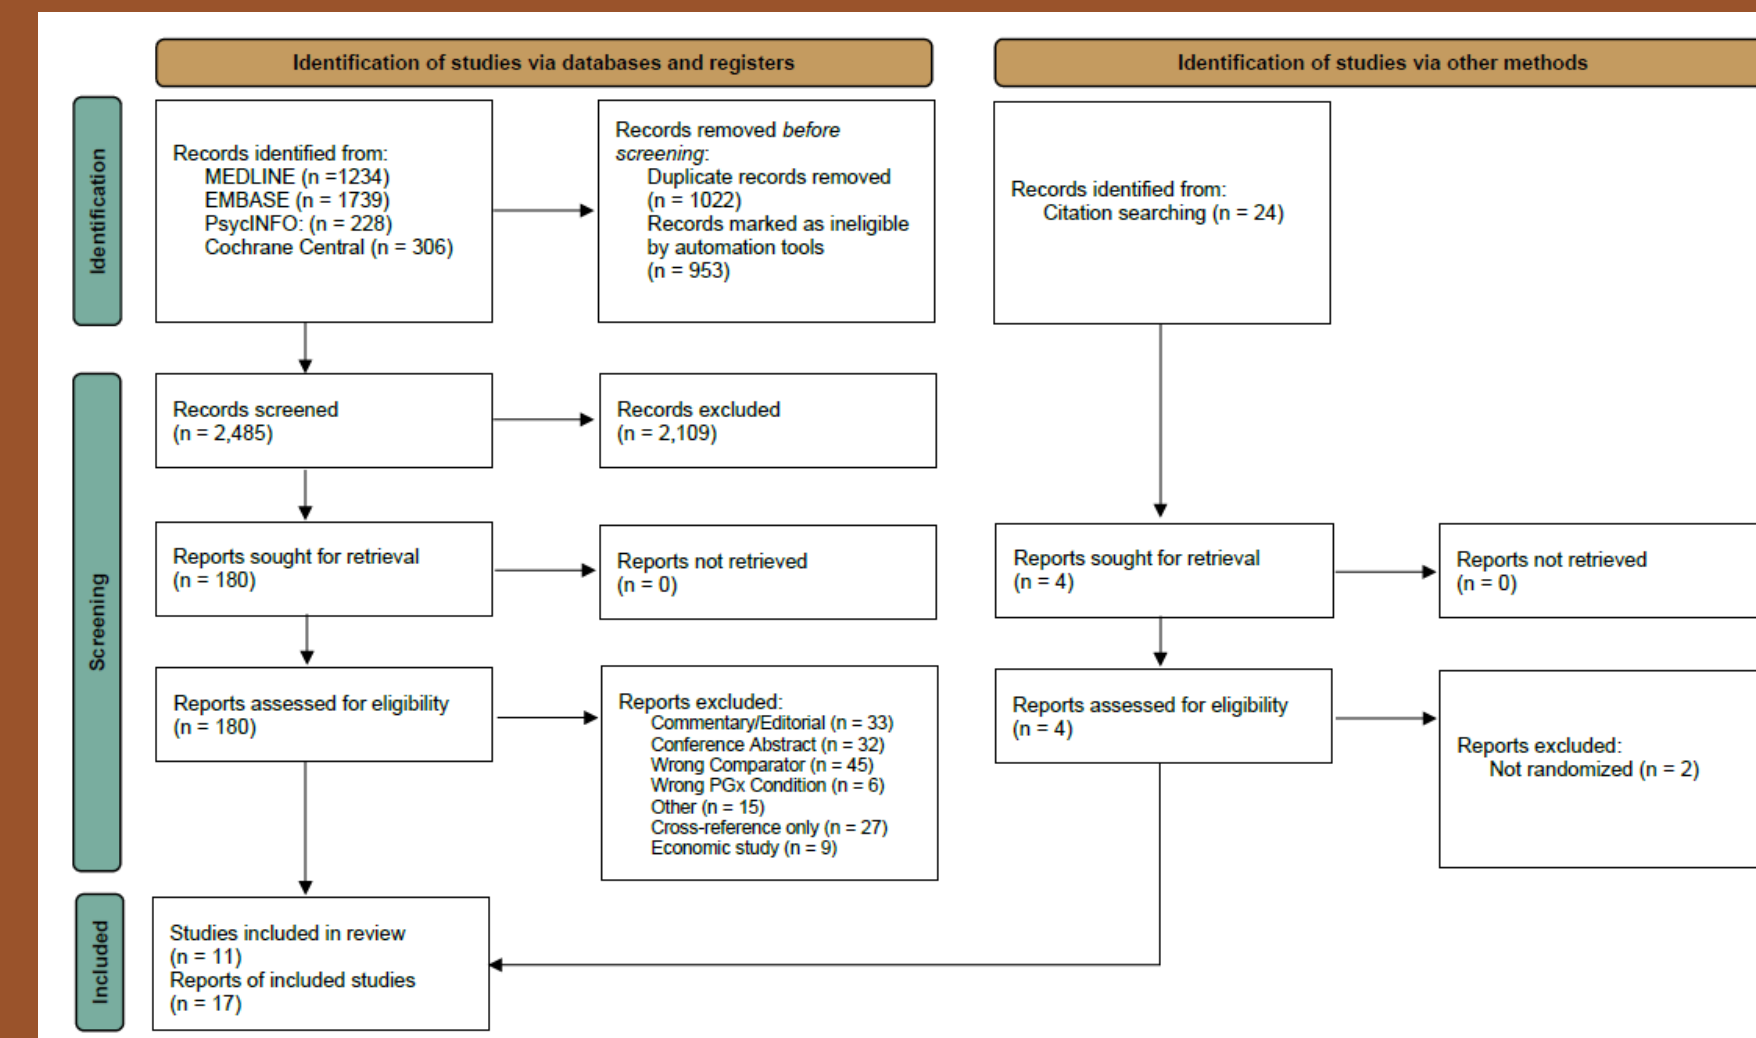 Identification of studies via databases and registers
Identification of studies via other methods
Identification
Records identified from:
MEDLINE (n =1234)
EMBASE (n = 1739)
PsycINFO: (n = 228)
Cochrane Central (n = 306)
Records removed before
screening:
Duplicate records removed
(n = 1022)
Records marked as ineligible
by automation tools
(n = 953)
Records identified from:
Citation searching (n = 24)
Screening
Records screened
(n = 2,485)
Records excluded
(n = 2,109)
Reports sought for retrieval
(n = 180)
Reports not retrieved
(n = 0)
Reports sought for retrieval
(n = 4)
Reports not retrieved
(n = 0)
Reports assessed for eligibility
(n = 180)
Reports excluded:
Commentary/Editorial (n = 33)
Conference Abstract (n = 32)
Wrong Comparator (n = 45)
Wrong PGx Condition (n = 6)
Other (n = 15)
Cross-reference only (n = 27)
Economic study (n = 9)
Reports assessed for eligibility
(n = 4)
Reports excluded:
Not randomized (n = 2)
Included
Studies included in review
(n = 11)
Reports of included studies
(n = 17)